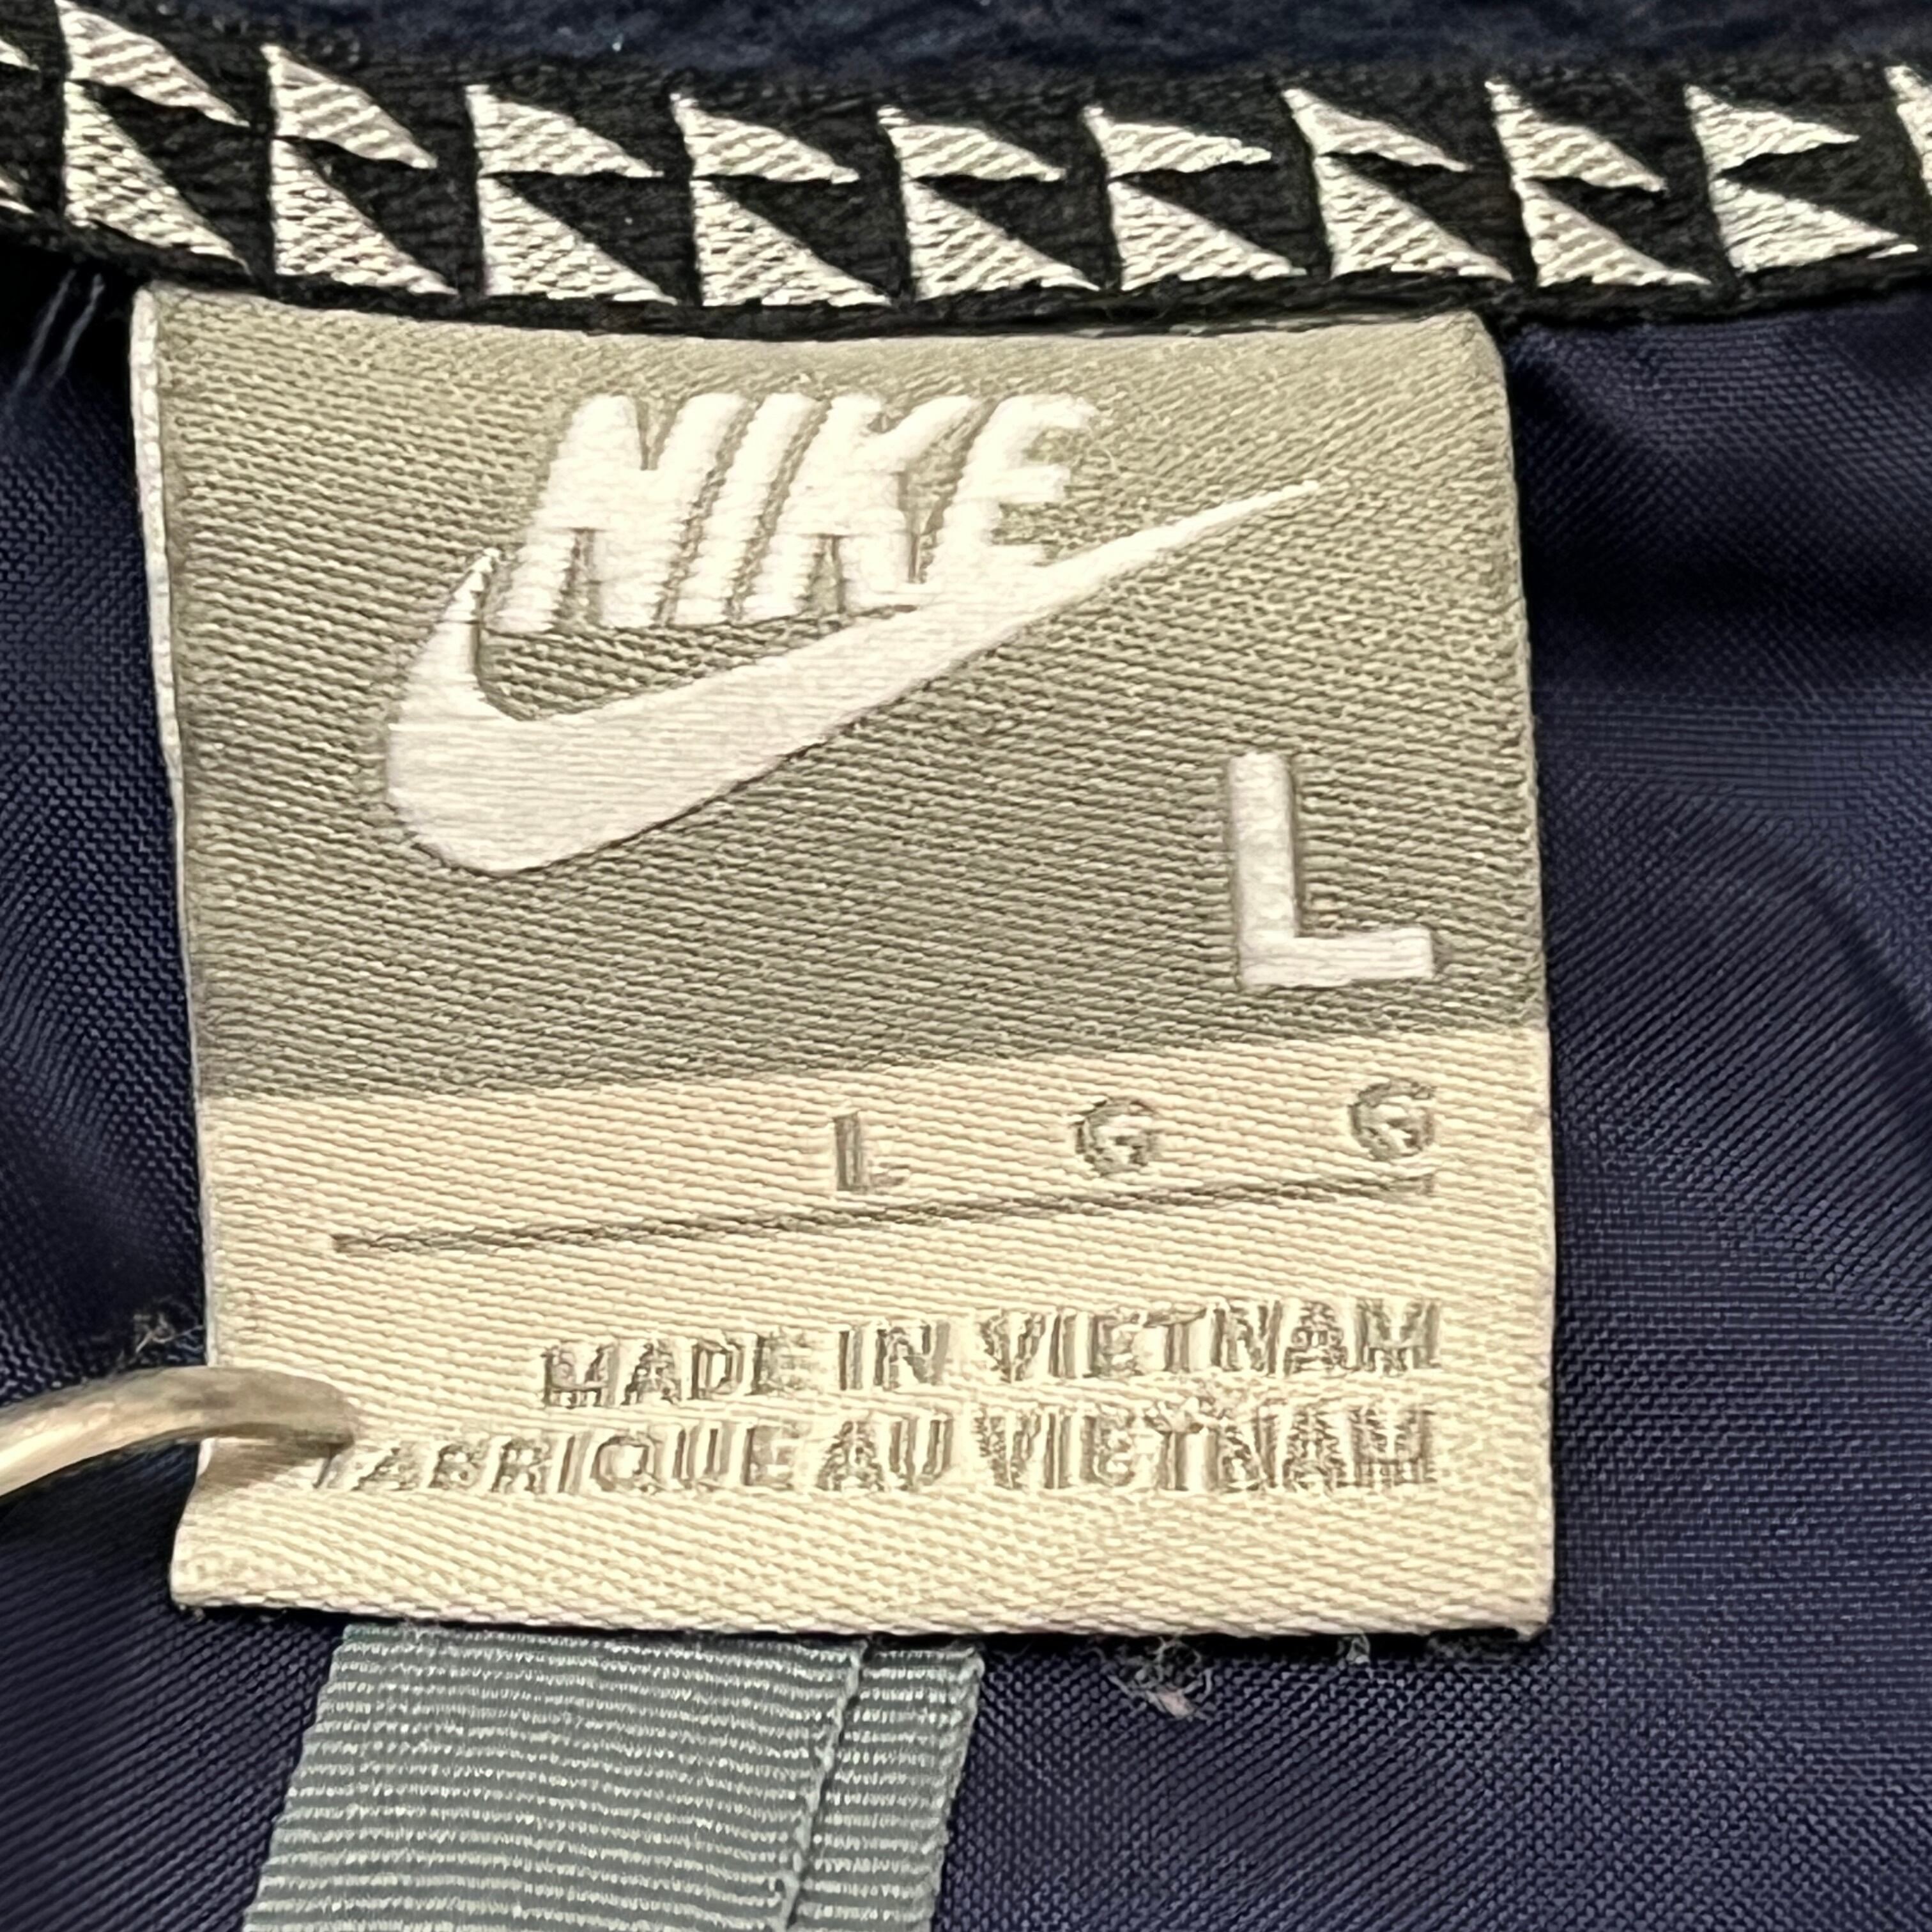 NIKE
L
L G G
MADE IN VIETNAM
FABRIQUE AU VIETNAM